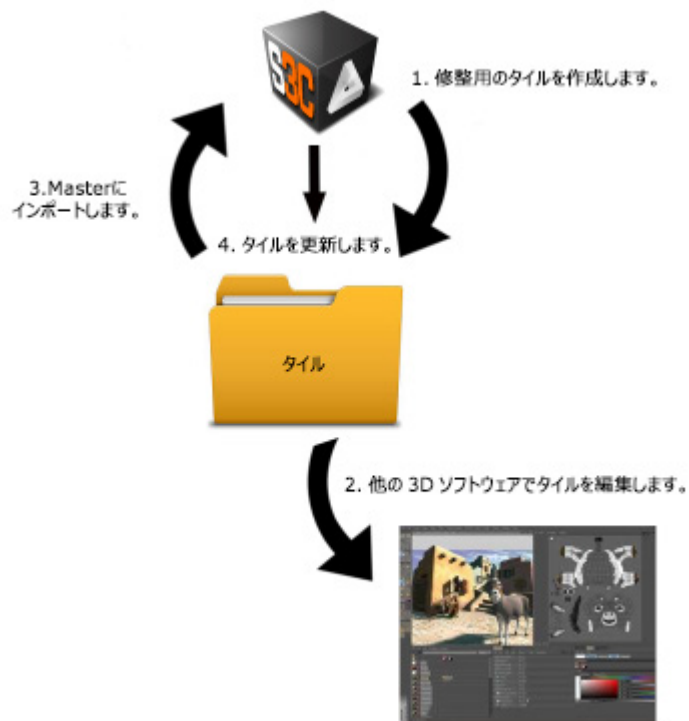 S3C
1. 修整用のタイルを作成します。
3.Masterに
インポートします。
4. タイルを更新します。
タイル
2. 他の 3D ソフトウェアでタイルを編集します。